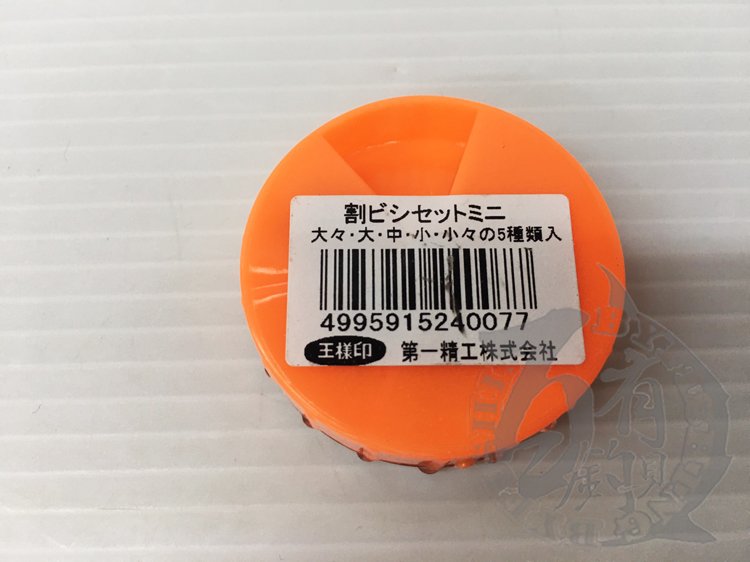 割ビシセットミニ
大々・大・中・小・小々の5種類入
4995915240077
王様印 第一精工株式会社